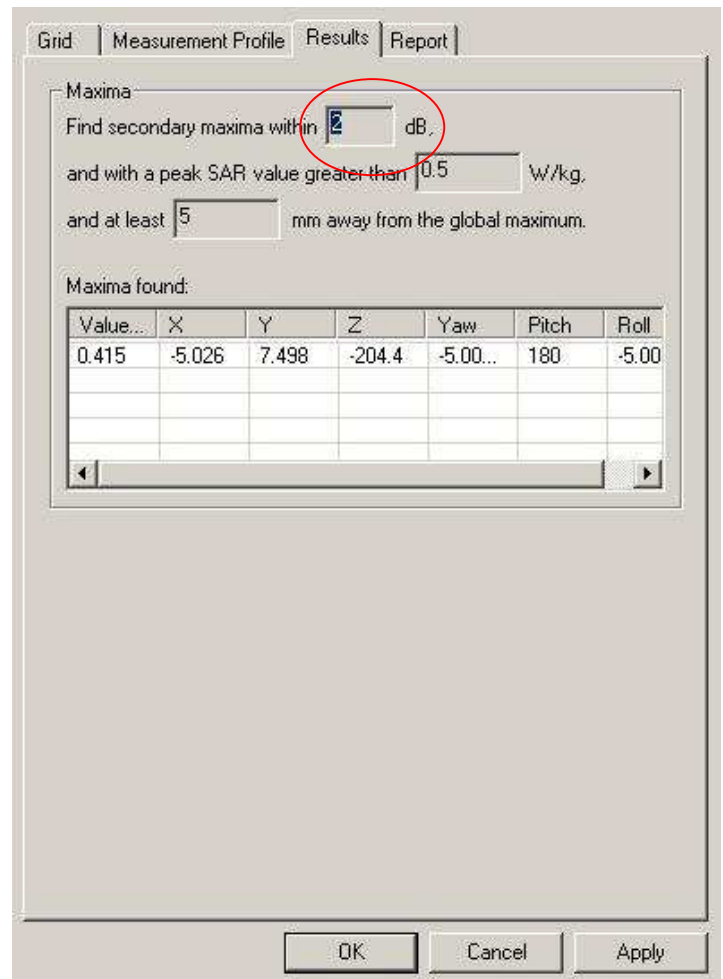 Grid Measurement Profile Results Report
Maxima
Find secondary maxima within 2 dB,
and with a peak SAR value greater than 0.5 W/kg,
and at least 5 mm away from the global maximum.
Maxima found:
Value... X Y Z Yaw Pitch Roll
0.415 -5.026 7.498 -204.4 -5.00... 180 -5.00
OK Cancel Apply